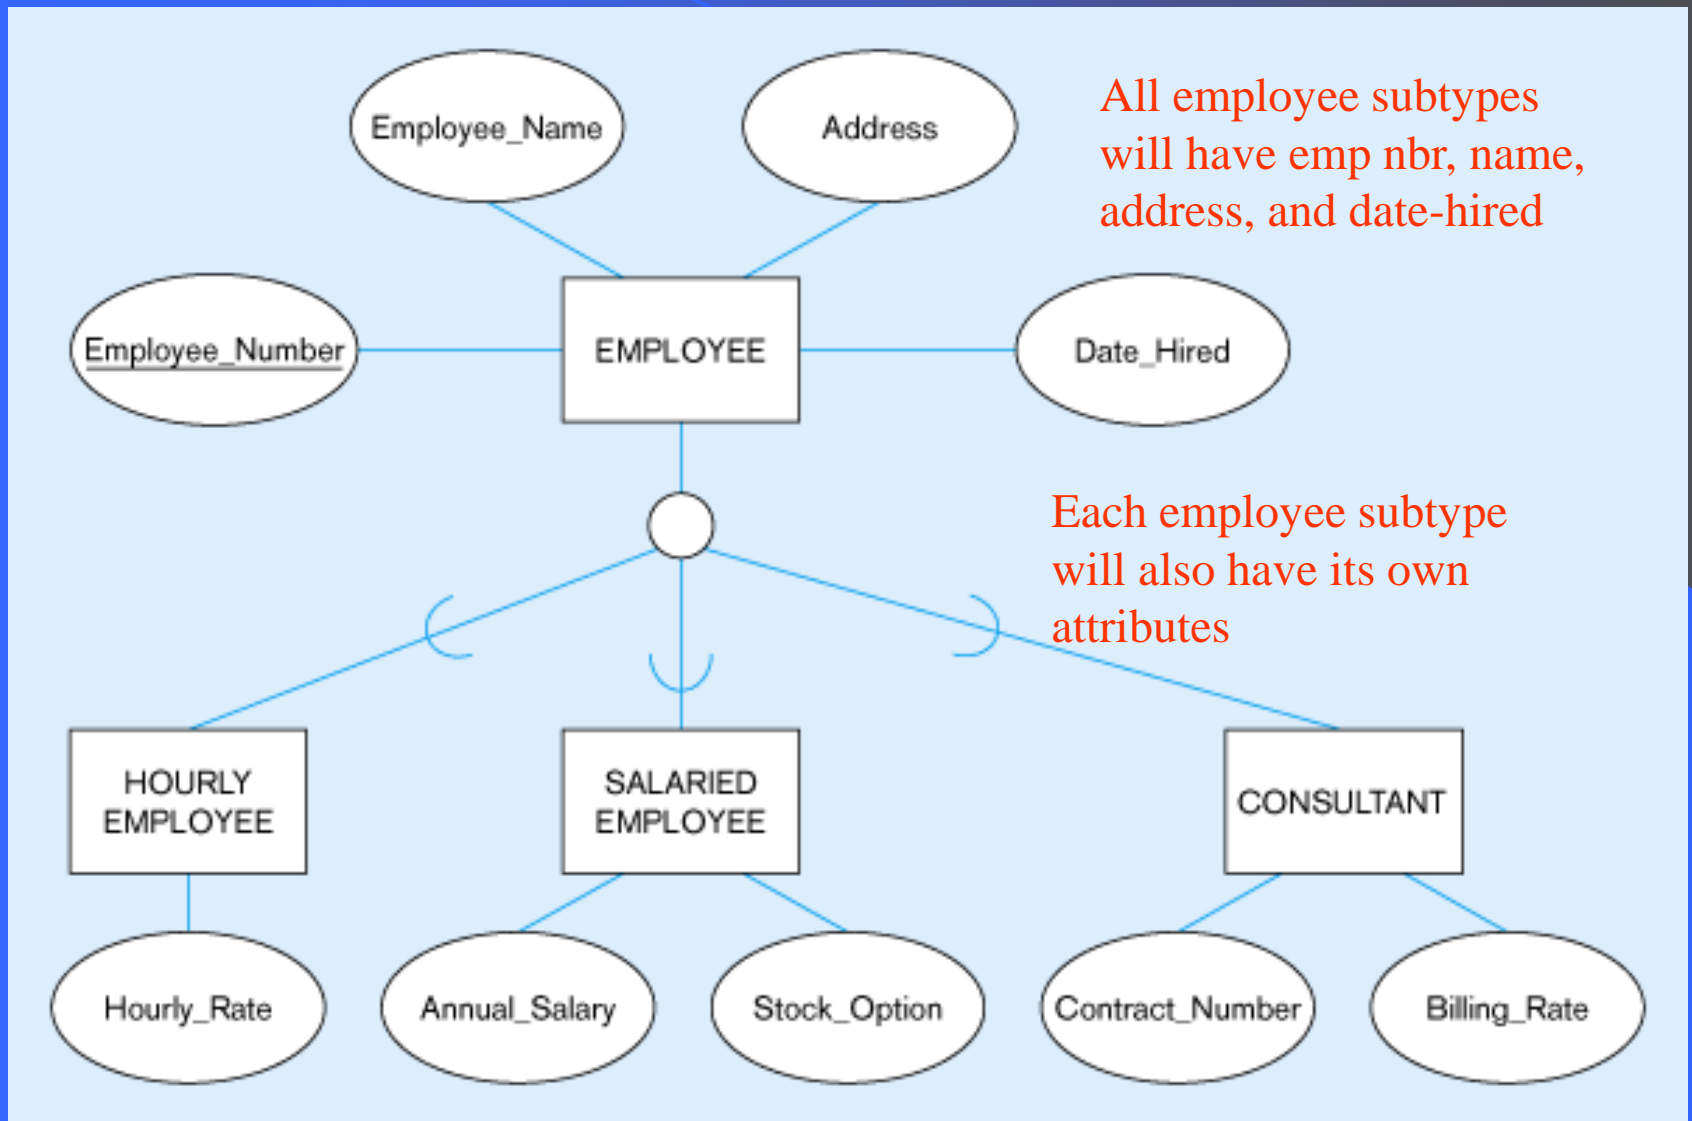 Employee_Name
Address
All employee subtypes
will have emp nbr, name,
address, and date-hired
Employee_Number
EMPLOYEE
Date_Hired
Each employee subtype
will also have its own
attributes
HOURLY
EMPLOYEE
SALARIED
EMPLOYEE
CONSULTANT
Hourly_Rate
Annual_Salary
Stock_Option
Contract_Number
Billing_Rate